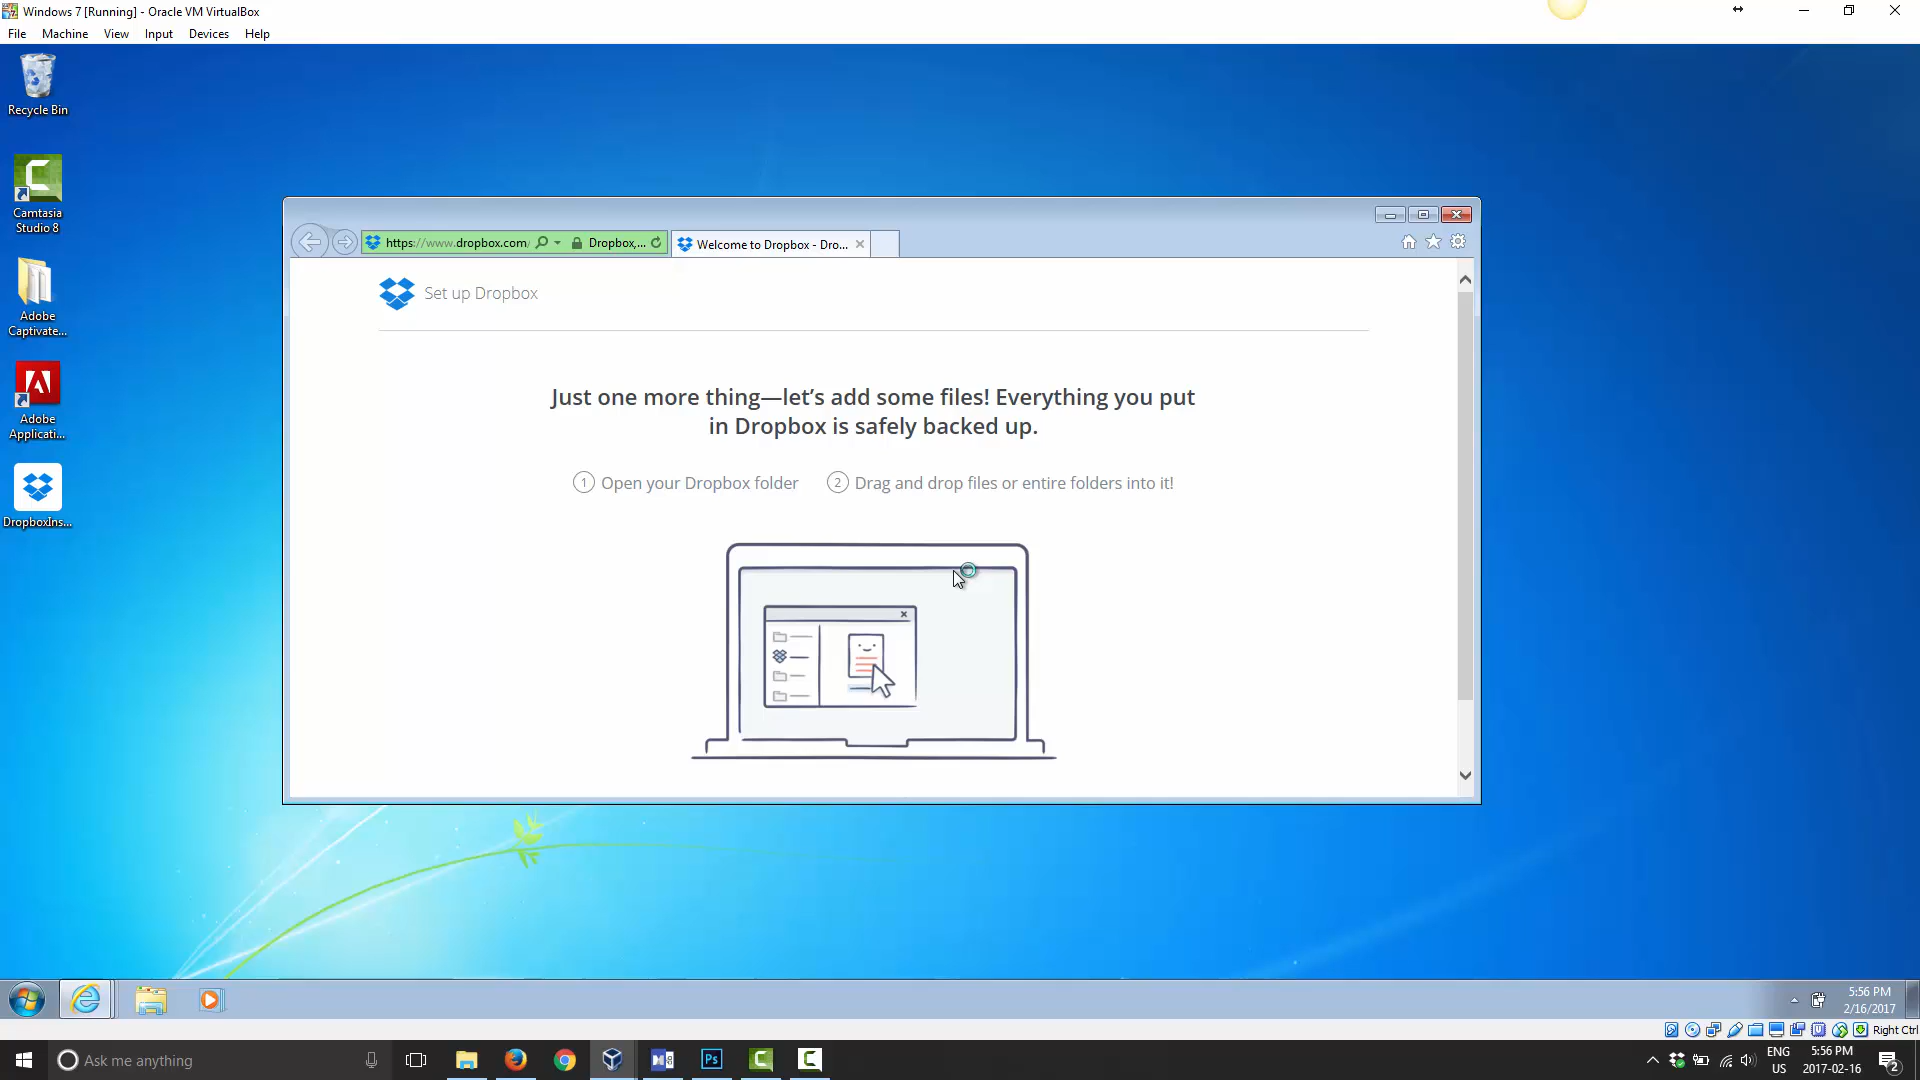 Windows 7 [Running] - Oracle VM VirtualBox
File Machine View Input Devices Help
Recycle Bin
Camtasia
Studio 8
Adobe
Captivate...
Adobe
Applicati...
DropboxIns...
https://www.dropbox.com/ Dropbox,... Welcome to Dropbox - Dro...
Set up Dropbox
Just one more thing—let's add some files! Everything you put
in Dropbox is safely backed up.
1 Open your Dropbox folder 2 Drag and drop files or entire folders into it!
5:56 PM
2/16/2017
Right Ctrl
Ask me anything
Ps
ENG
US
5:56 PM
2017-02-16
2